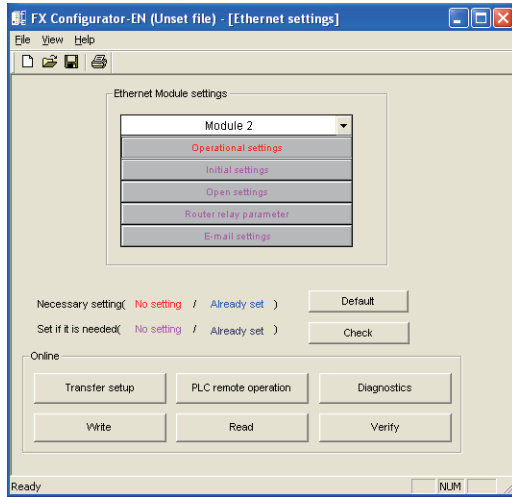 FX Configurator-EN (Unset file) - [Ethernet settings]
File View Help
Ethernet Module settings
Module 2
Operational settings
Initial settings
Open settings
Router relay parameter
E-mail settings
Necessary setting( No setting / Already set ) Default
Set if it is needed( No setting / Already set ) Check
Online
Transfer setup PLC remote operation Diagnostics
Write Read Verify
Ready NUM